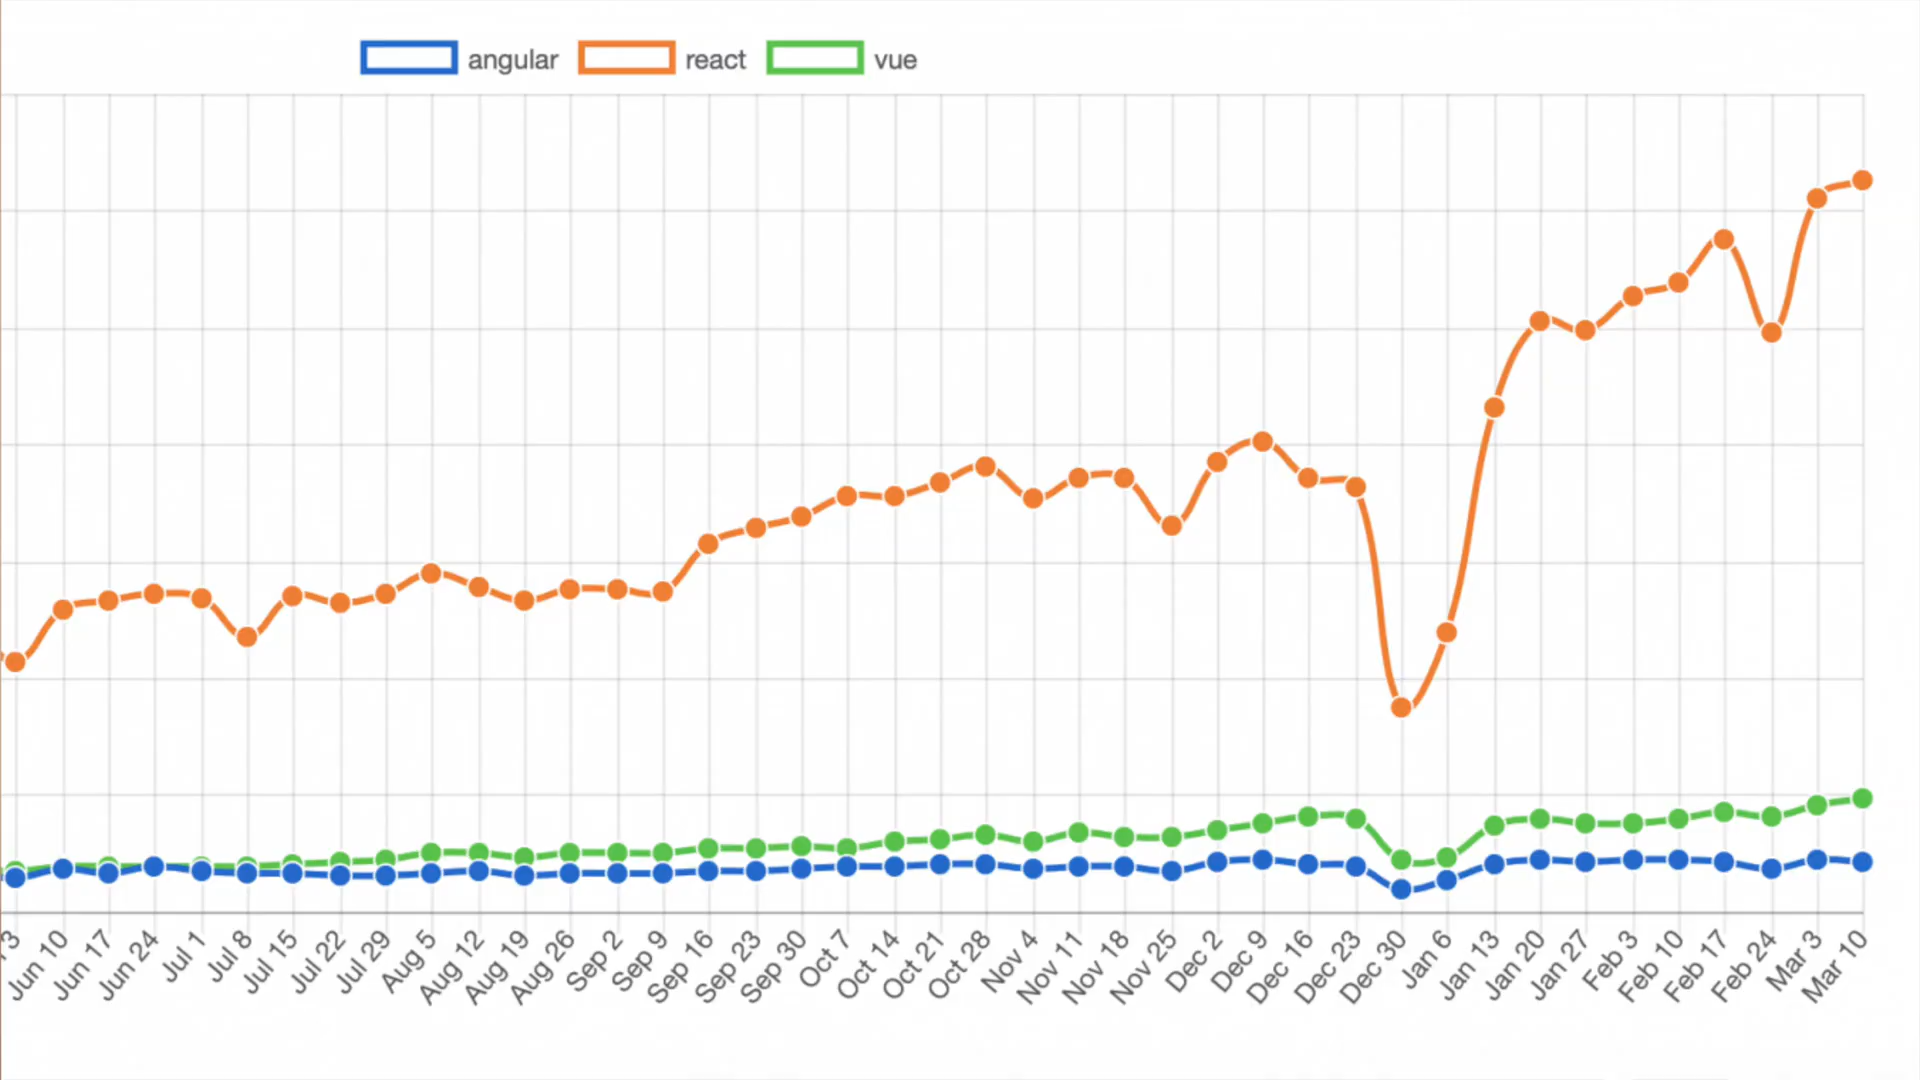 angular react vue
3
Jun 10
Jun 17
Jun 24
Jul 1
Jul 8
Jul 15
Jul 22
Jul 29
Aug 5
Aug 12
Aug 19
Aug 26
Sep 2
Sep 9
Sep 16
Sep 23
Sep 30
Oct 7
Oct 14
Oct 21
Oct 28
Nov 4
Nov 11
Nov 18
Nov 25
Dec 2
Dec 9
Dec 16
Dec 23
Dec 30
Jan 6
Jan 13
Jan 20
Jan 27
Feb 3
Feb 10
Feb 17
Feb 24
Mar 3
Mar 10